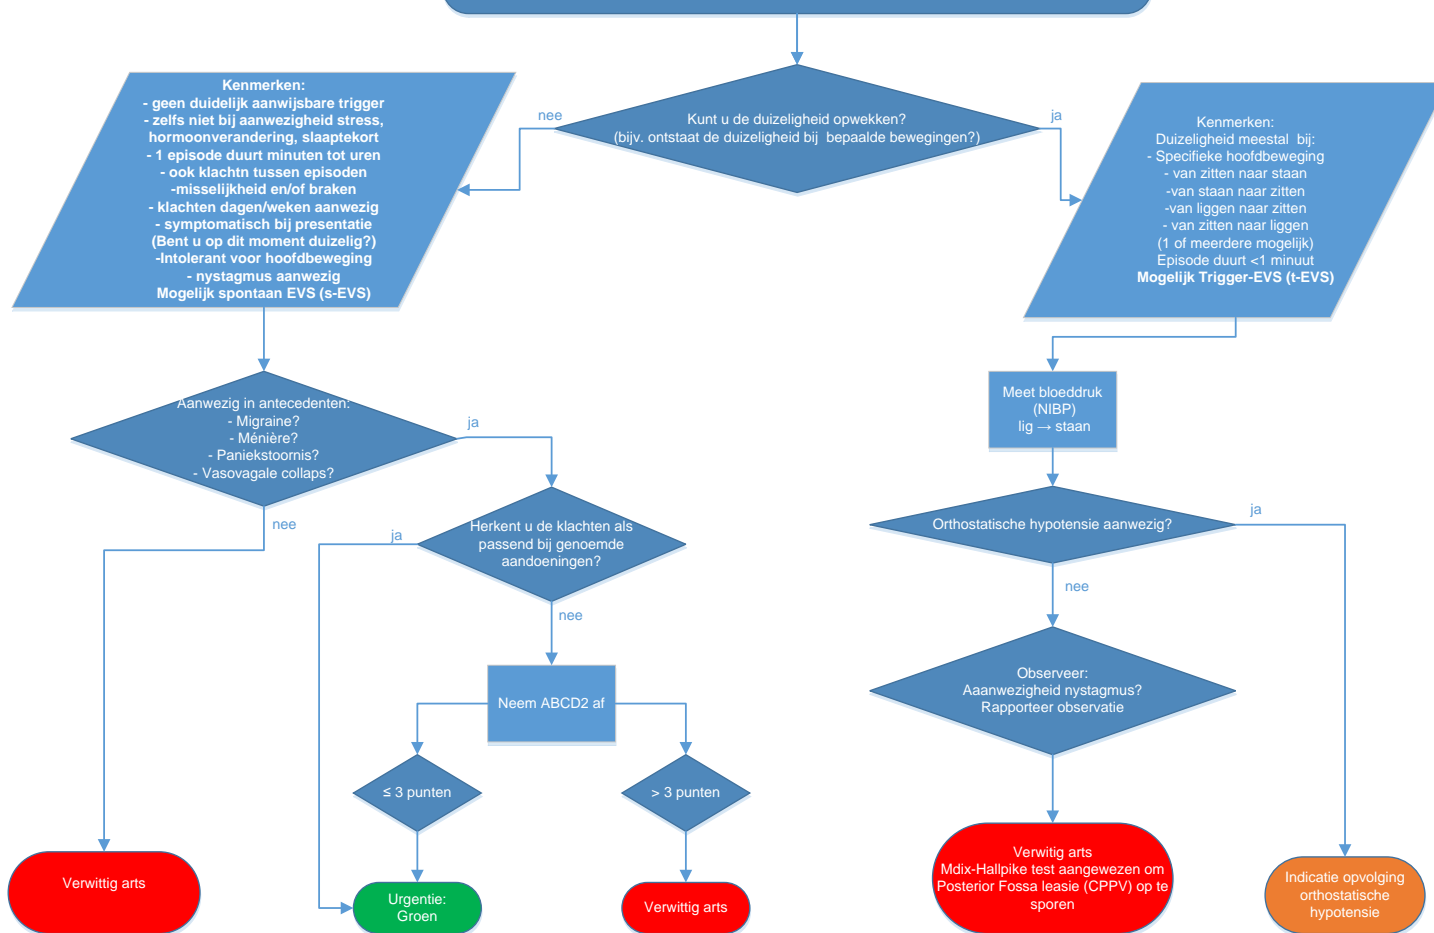 Kunt u de duizeligheid opwekken?
(bijv. ontstaat de duizeligheid bij  bepaalde bewegingen?)
nee
ja
Kenmerken:
- geen duidelijk aanwijsbare trigger
- zelfs niet bij aanwezigheid stress,
hormoonverandering, slaaptekort
- 1 episode duurt minuten tot uren
- ook klachtn tussen episoden
-misselijkheid en/of braken
- klachten dagen/weken aanwezig
- symptomatisch bij presentatie
(Bent u op dit moment duizelig?)
-Intolerant voor hoofdbeweging
- nystagmus aanwezig
Mogelijk spontaan EVS (s-EVS)
Kenmerken:
Duizeligheid meestal bij:
- Specifieke hoofdbeweging
- van zitten naar staan
-van staan naar zitten
-van liggen naar zitten
- van zitten naar liggen
(1 of meerdere mogelijk)
Episode duurt <1 minuut
Mogelijk Trigger-EVS (t-EVS)
Aanwezig in antecedenten:
- Migraine?
- Ménière?
- Paniekstoornis?
- Vasovagale collaps?
ja
nee
Herkent u de klachten als
passend bij genoemde
aandoeningen?
ja
nee
Neem ABCD2 af
≤ 3 punten
> 3 punten
Verwittig arts
Urgentie:
Groen
Verwittig arts
Meet bloeddruk
(NIBP)
lig → staan
Orthostatische hypotensie aanwezig?
ja
nee
Observeer:
Aaanwezigheid nystagmus?
Rapporteer observatie
Verwitig arts
Mdix-Hallpike test aangewezen om
Posterior Fossa leasie (CPPV) op te
sporen
Indicatie opvolging
orthostatische
hypotensie